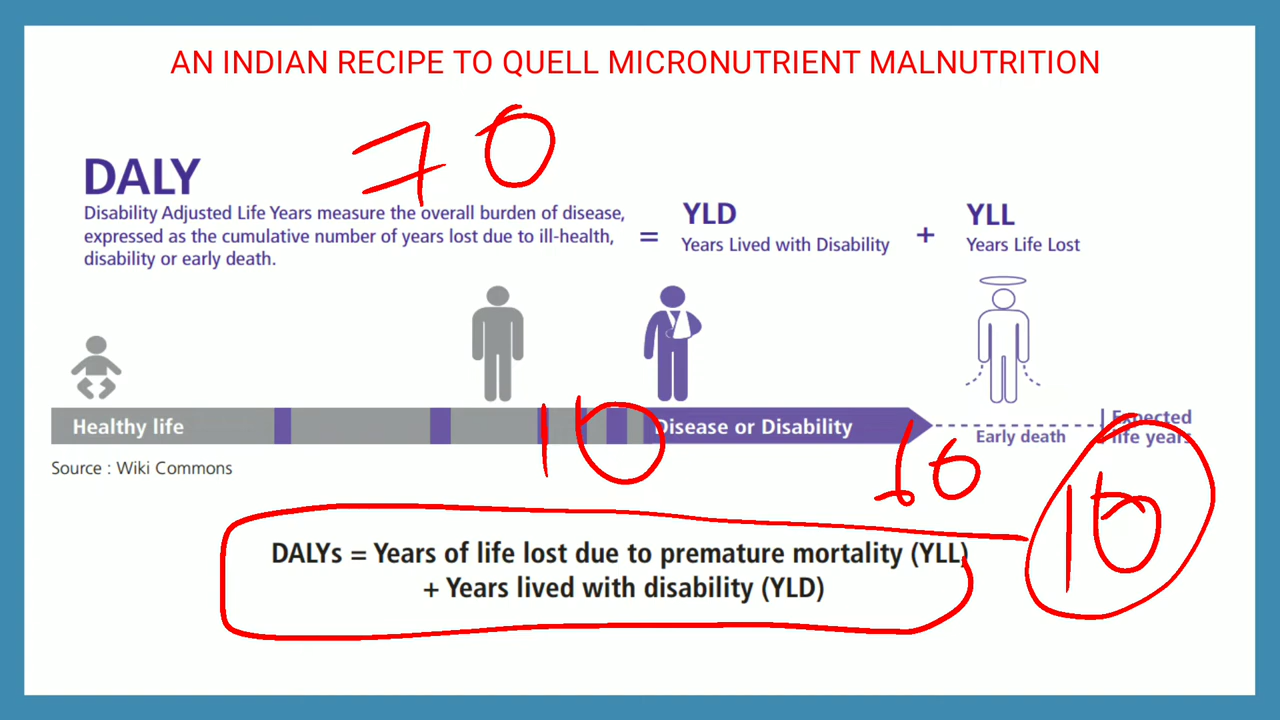 AN INDIAN RECIPE TO QUELL MICRONUTRIENT MALNUTRITION
70
DALY
Disability Adjusted Life Years measure the overall burden of disease,
expressed as the cumulative number of years lost due to ill-health,
disability or early death.
=
YLD
Years Lived with Disability
+
YLL
Years Life Lost
Healthy life
10
Disease or Disability
Early death
Expected
life years
60
10
Source : Wiki Commons
DALYs = Years of life lost due to premature mortality (YLL)
+ Years lived with disability (YLD)